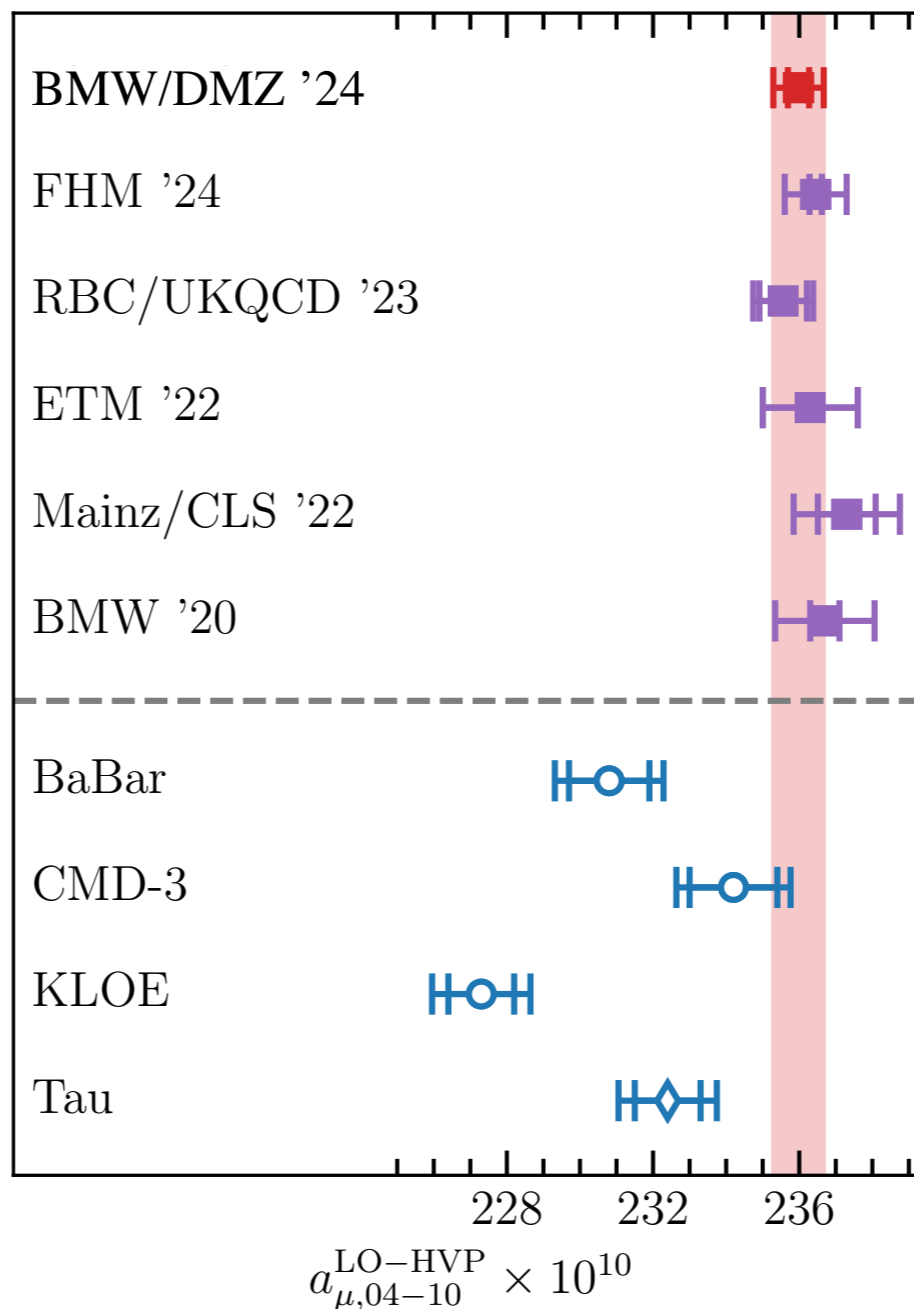 BMW/DMZ ’24
FHM ’24
RBC/UKQCD ’23
ETM ’22
Mainz/CLS ’22
BMW ’20
BaBar
CMD-3
KLOE
Tau
228 232 236
a_{μ,04−10}^{LO−HVP} × 10^{10}